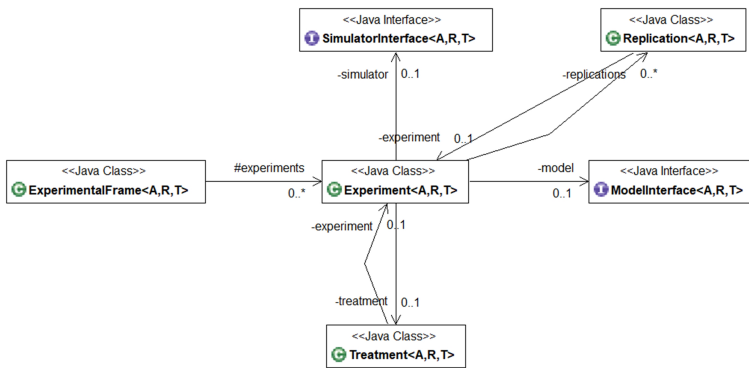 <<Java Interface>>
SimulatorInterface<A,R,T>
<<Java Class>>
Replication<A,R,T>
-simulator
0..1
-replications
0..*
-experiment
0..1
<<Java Class>>
ExperimentalFrame<A,R,T>
#experiments
0..*
<<Java Class>>
Experiment<A,R,T>
-model
0..1
<<Java Interface>>
ModelInterface<A,R,T>
-experiment
0..1
-treatment
0..1
<<Java Class>>
Treatment<A,R,T>